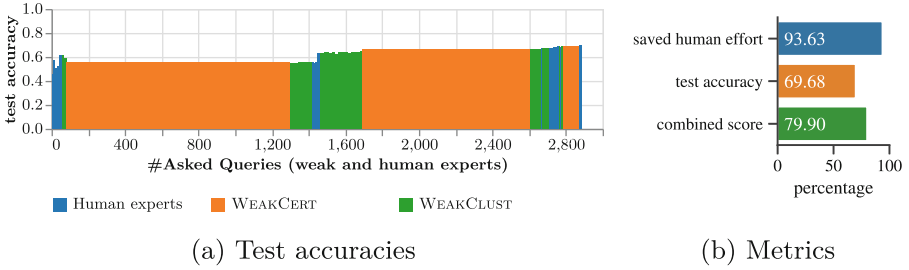 test accuracy
1.0
0.8
0.6
0.4
0.2
0.0
0 400 800 1,200 1,600 2,000 2,400 2,800
#Asked Queries (weak and human experts)
Human experts WEAKCERT WEAKCLUST
(a) Test accuracies
saved human effort 93.63
test accuracy 69.68
combined score 79.90
0 50 100
percentage
(b) Metrics